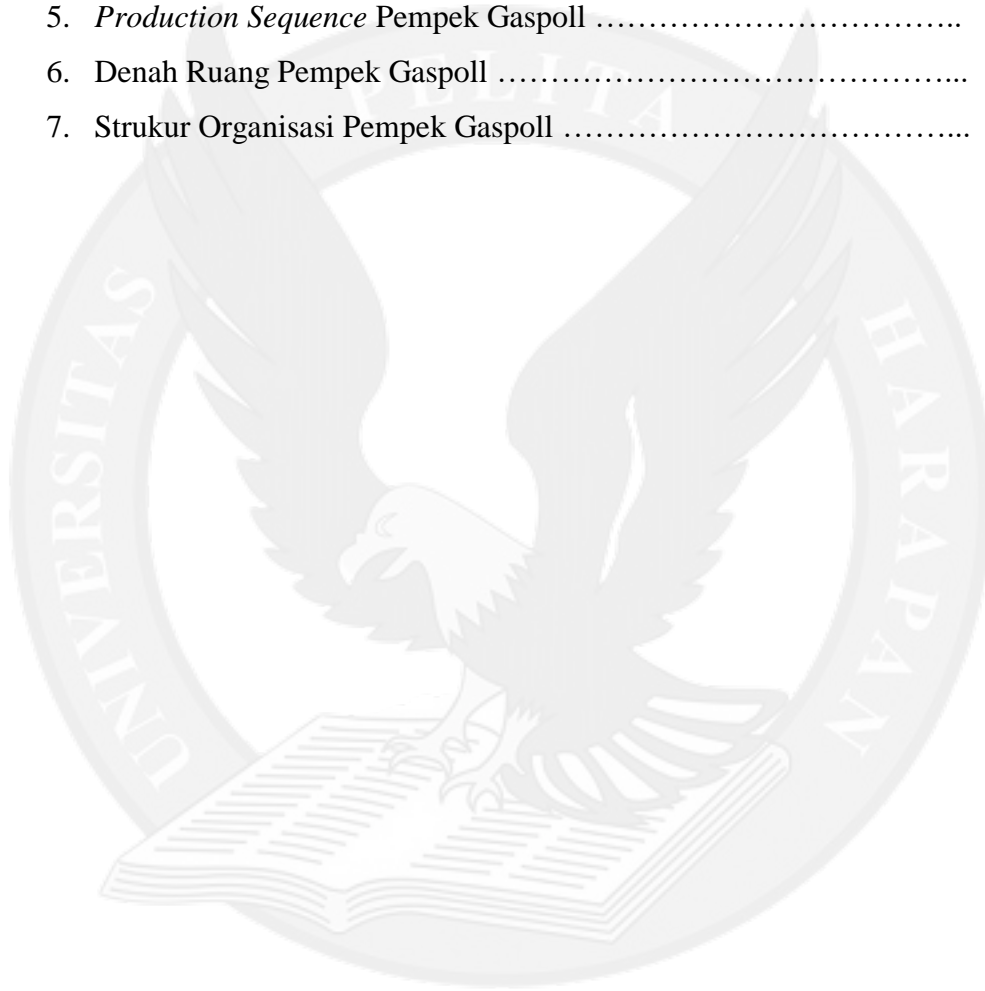 5. Production Sequence Pempek Gaspoll ……………………………..
6. Denah Ruang Pempek Gaspoll ……………………………………...
7. Strukur Organisasi Pempek Gaspoll ………………………………...
UNIVERSITAS PELITA HARAPAN